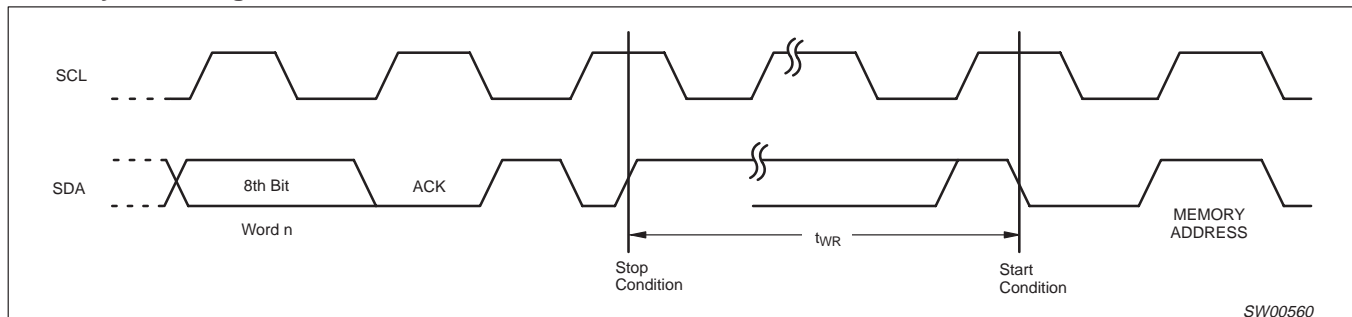 SCL
SDA
8th Bit
ACK
Word n
tWR
MEMORY
ADDRESS
Stop
Condition
Start
Condition
SW00560